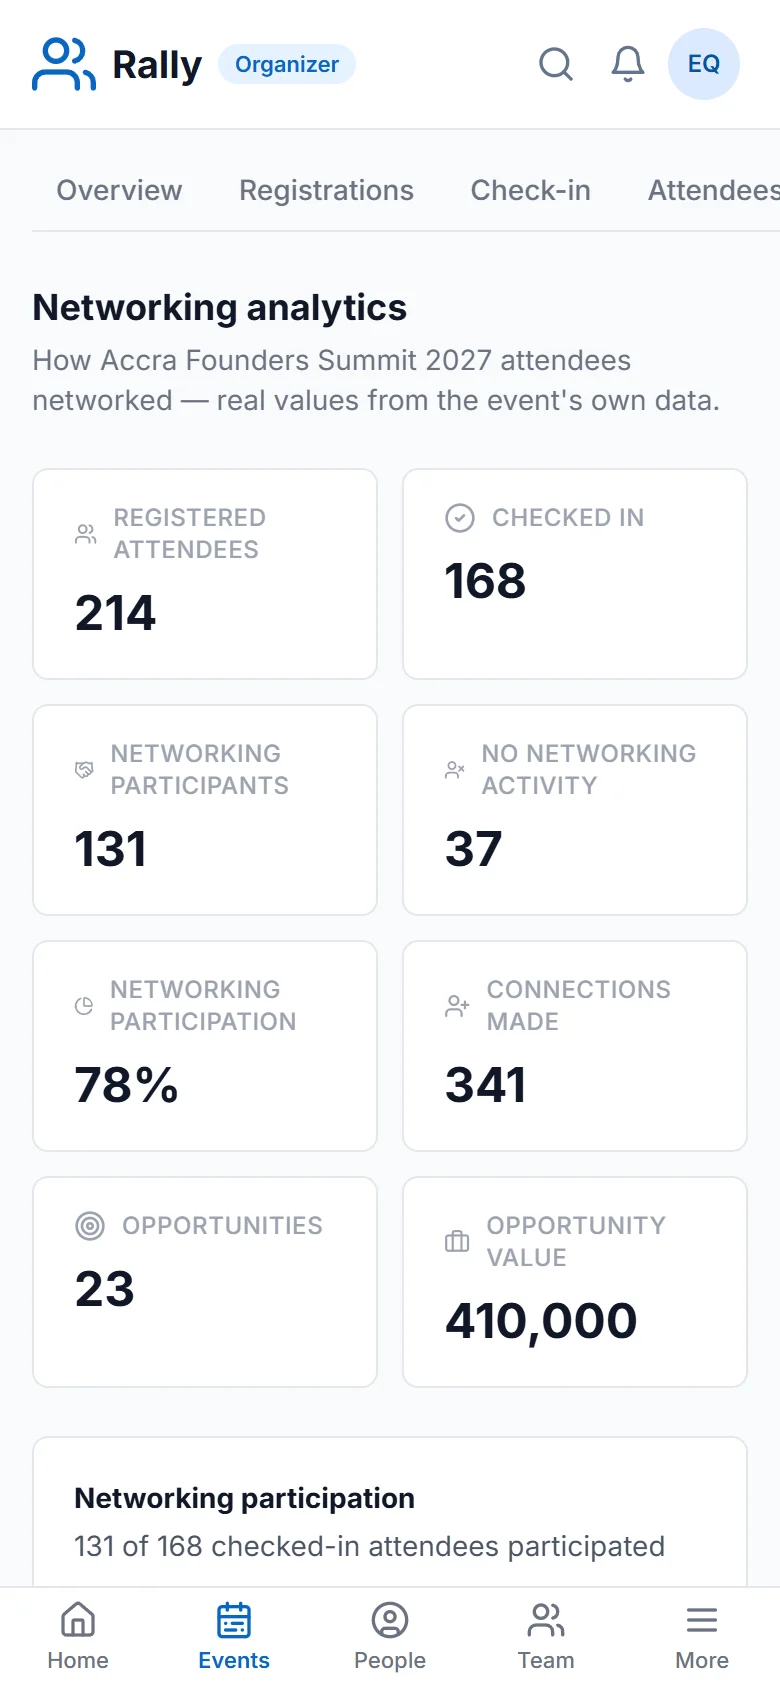 Rally
Organizer
EQ
Overview
Registrations
Check-in
Attendees
Networking analytics
How Accra Founders Summit 2027 attendees
networked — real values from the event's own data.
REGISTERED
ATTENDEES
214
CHECKED IN
168
NETWORKING
PARTICIPANTS
131
NO NETWORKING
ACTIVITY
37
NETWORKING
PARTICIPATION
78%
CONNECTIONS
MADE
341
OPPORTUNITIES
23
OPPORTUNITY
VALUE
410,000
Networking participation
131 of 168 checked-in attendees participated
Home
Events
People
Team
More